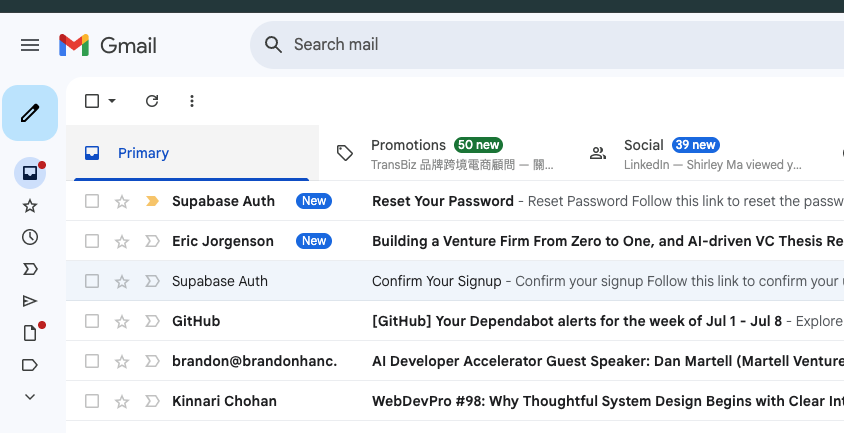 Gmail
Search mail
Primary
Promotions 50 new
TransBiz 品牌跨境電商顧問 — 關...
Social 39 new
LinkedIn — Shirley Ma viewed y...
Supabase Auth New Reset Your Password - Reset Password Follow this link to reset the passw
Eric Jorgenson New Building a Venture Firm From Zero to One, and AI-driven VC Thesis Re
Supabase Auth Confirm Your Signup - Confirm your signup Follow this link to confirm your
GitHub [GitHub] Your Dependabot alerts for the week of Jul 1 - Jul 8 - Explore
brandon@brandonhanc. AI Developer Accelerator Guest Speaker: Dan Martell (Martell Venture
Kinnari Chohan WebDevPro #98: Why Thoughtful System Design Begins with Clear Int